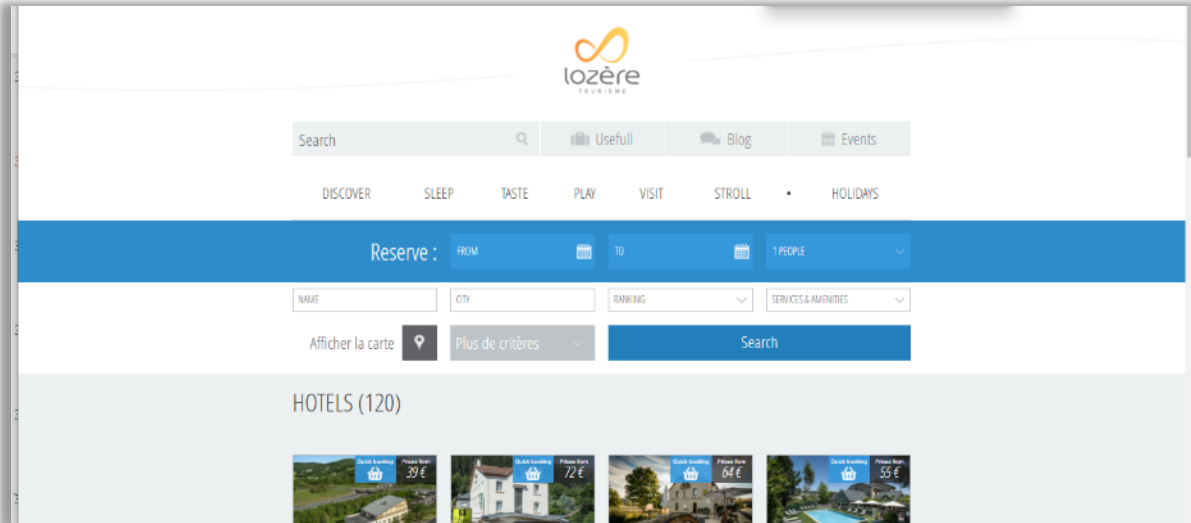 lozère
TOURISME
Search Usefull Blog Events
DISCOVER SLEEP TASTE PLAY VISIT STROLL • HOLIDAYS
Reserve : FROM TO 1 PEOPLE
NAME CITY RANKING SERVICES & AMENITIES
Afficher la carte Plus de critères Search
HOTELS (120)
Quick booking Prices from Quick booking Prices from Quick booking Prices from Quick booking Prices from
39 € 72 € 64 € 55 €